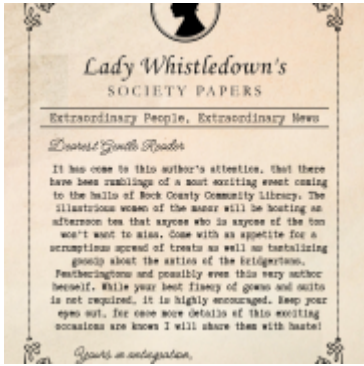 Lady Whistledown's
SOCIETY PAPERS
Extraordinary People, Extraordinary News
Dearest Gentle Reader
It has come to this author's attention, that there
have been ramblings of a most exciting event coming
to the halls of Rock County Community Library. The
illustrious women of the manor will be hosting an
afternoon tea that anyone who is anyone of the ton
won't want to miss. Come with an appetite for a
scrumptious spread of treats as well as tantalizing
gossip about the antics of the Bridgertons,
Featheringtons and possibly even this very author
herself. While your best finery of gowns and suits
is not required, it is highly encouraged. Keep your
eyes out, for once more details of this exciting
occasions are known I will share them with haste!
Yours in